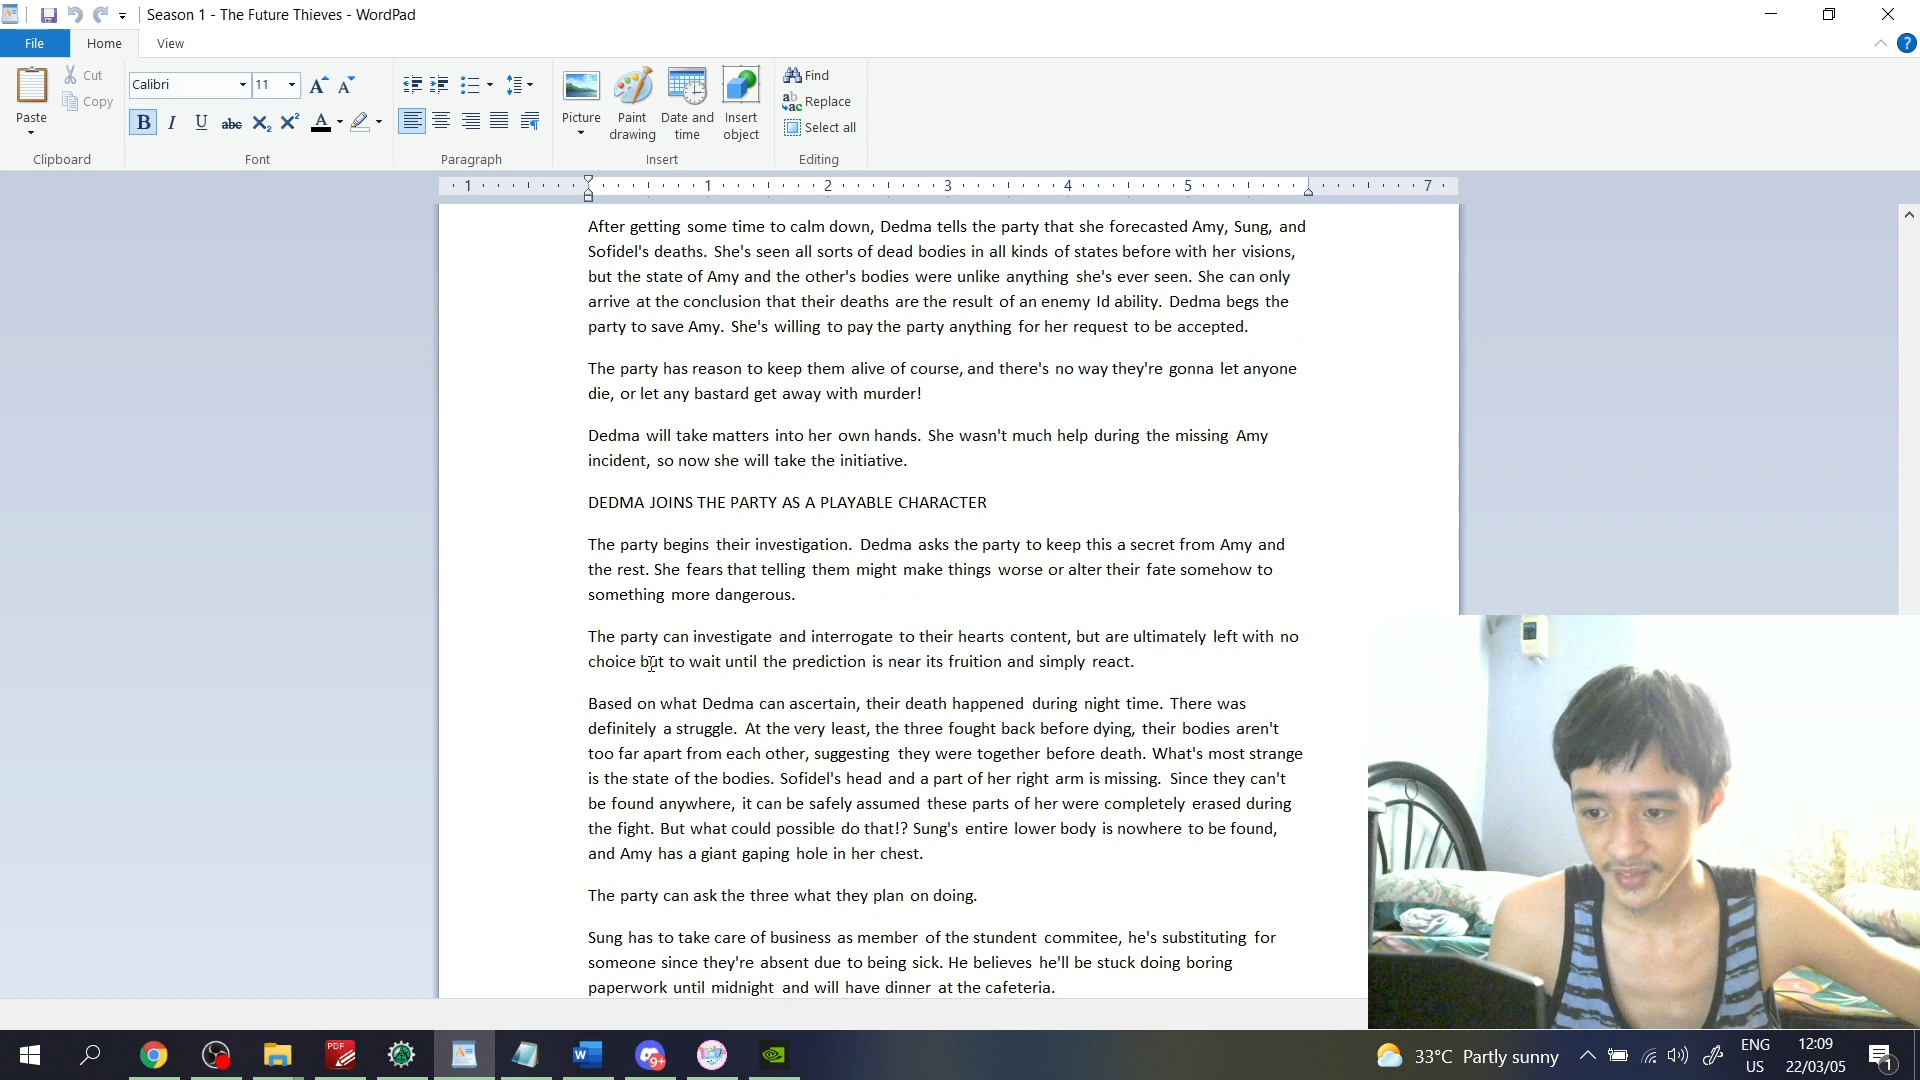 Season 1 - The Future Thieves - WordPad
File
Home
View
Paste
Cut
Copy
Clipboard
Calibri
11
B
I
U
abc
X₂
X²
A
Font
Paragraph
Picture
Paint drawing
Date and time
Insert object
Insert
Find
Replace
Select all
Editing
1 1 2 3 4 5 7
After getting some time to calm down, Dedma tells the party that she forecasted Amy, Sung, and
Sofidel's deaths. She's seen all sorts of dead bodies in all kinds of states before with her visions,
but the state of Amy and the other's bodies were unlike anything she's ever seen. She can only
arrive at the conclusion that their deaths are the result of an enemy Id ability. Dedma begs the
party to save Amy. She's willing to pay the party anything for her request to be accepted.
The party has reason to keep them alive of course, and there's no way they're gonna let anyone
die, or let any bastard get away with murder!
Dedma will take matters into her own hands. She wasn't much help during the missing Amy
incident, so now she will take the initiative.
DEDMA JOINS THE PARTY AS A PLAYABLE CHARACTER
The party begins their investigation. Dedma asks the party to keep this a secret from Amy and
the rest. She fears that telling them might make things worse or alter their fate somehow to
something more dangerous.
The party can investigate and interrogate to their hearts content, but are ultimately left with no
choice but to wait until the prediction is near its fruition and simply react.
Based on what Dedma can ascertain, their death happened during night time. There was
definitely a struggle. At the very least, the three fought back before dying, their bodies aren't
too far apart from each other, suggesting they were together before death. What's most strange
is the state of the bodies. Sofidel's head and a part of her right arm is missing. Since they can't
be found anywhere, it can be safely assumed these parts of her were completely erased during
the fight. But what could possible do that!? Sung's entire lower body is nowhere to be found,
and Amy has a giant gaping hole in her chest.
The party can ask the three what they plan on doing.
Sung has to take care of business as member of the stundent commitee, he's substituting for
someone since they're absent due to being sick. He believes he'll be stuck doing boring
paperwork until midnight and will have dinner at the cafeteria.
PDF
9+
33°C Partly sunny
ENG
US
12:09
22/03/05
1